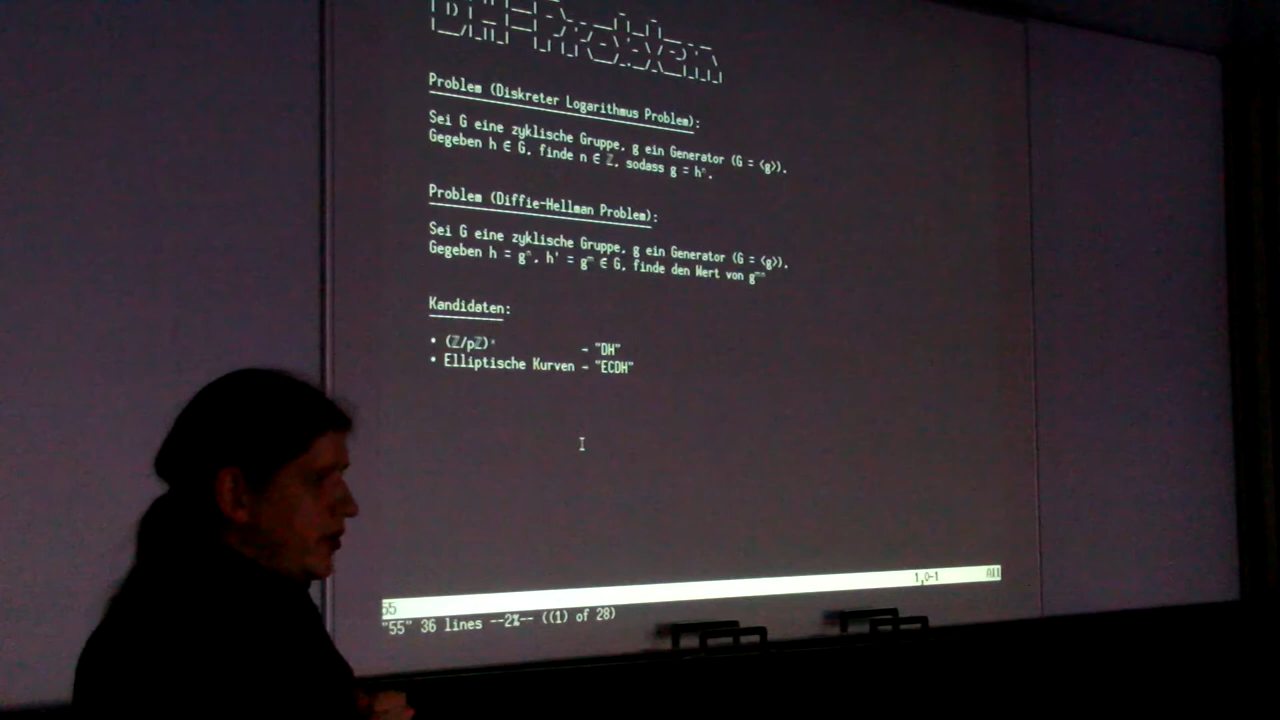 DH-Problem
Problem (Diskreter Logarithmus Problem):
Sei G eine zyklische Gruppe, g ein Generator (G = ⟨g⟩).
Gegeben h ∈ G, finde n ∈ ℤ, sodass g = hⁿ.
Problem (Diffie-Hellman Problem):
Sei G eine zyklische Gruppe, g ein Generator (G = ⟨g⟩).
Gegeben h = gⁿ, h' = gᵐ ∈ G, finde den Wert von gᵐⁿ
Kandidaten:
• (ℤ/pℤ)ˣ → "DH"
• Elliptische Kurven → "ECDH"
55 1,0-1 All
"55" 36 lines --2%-- ((1) of 28)